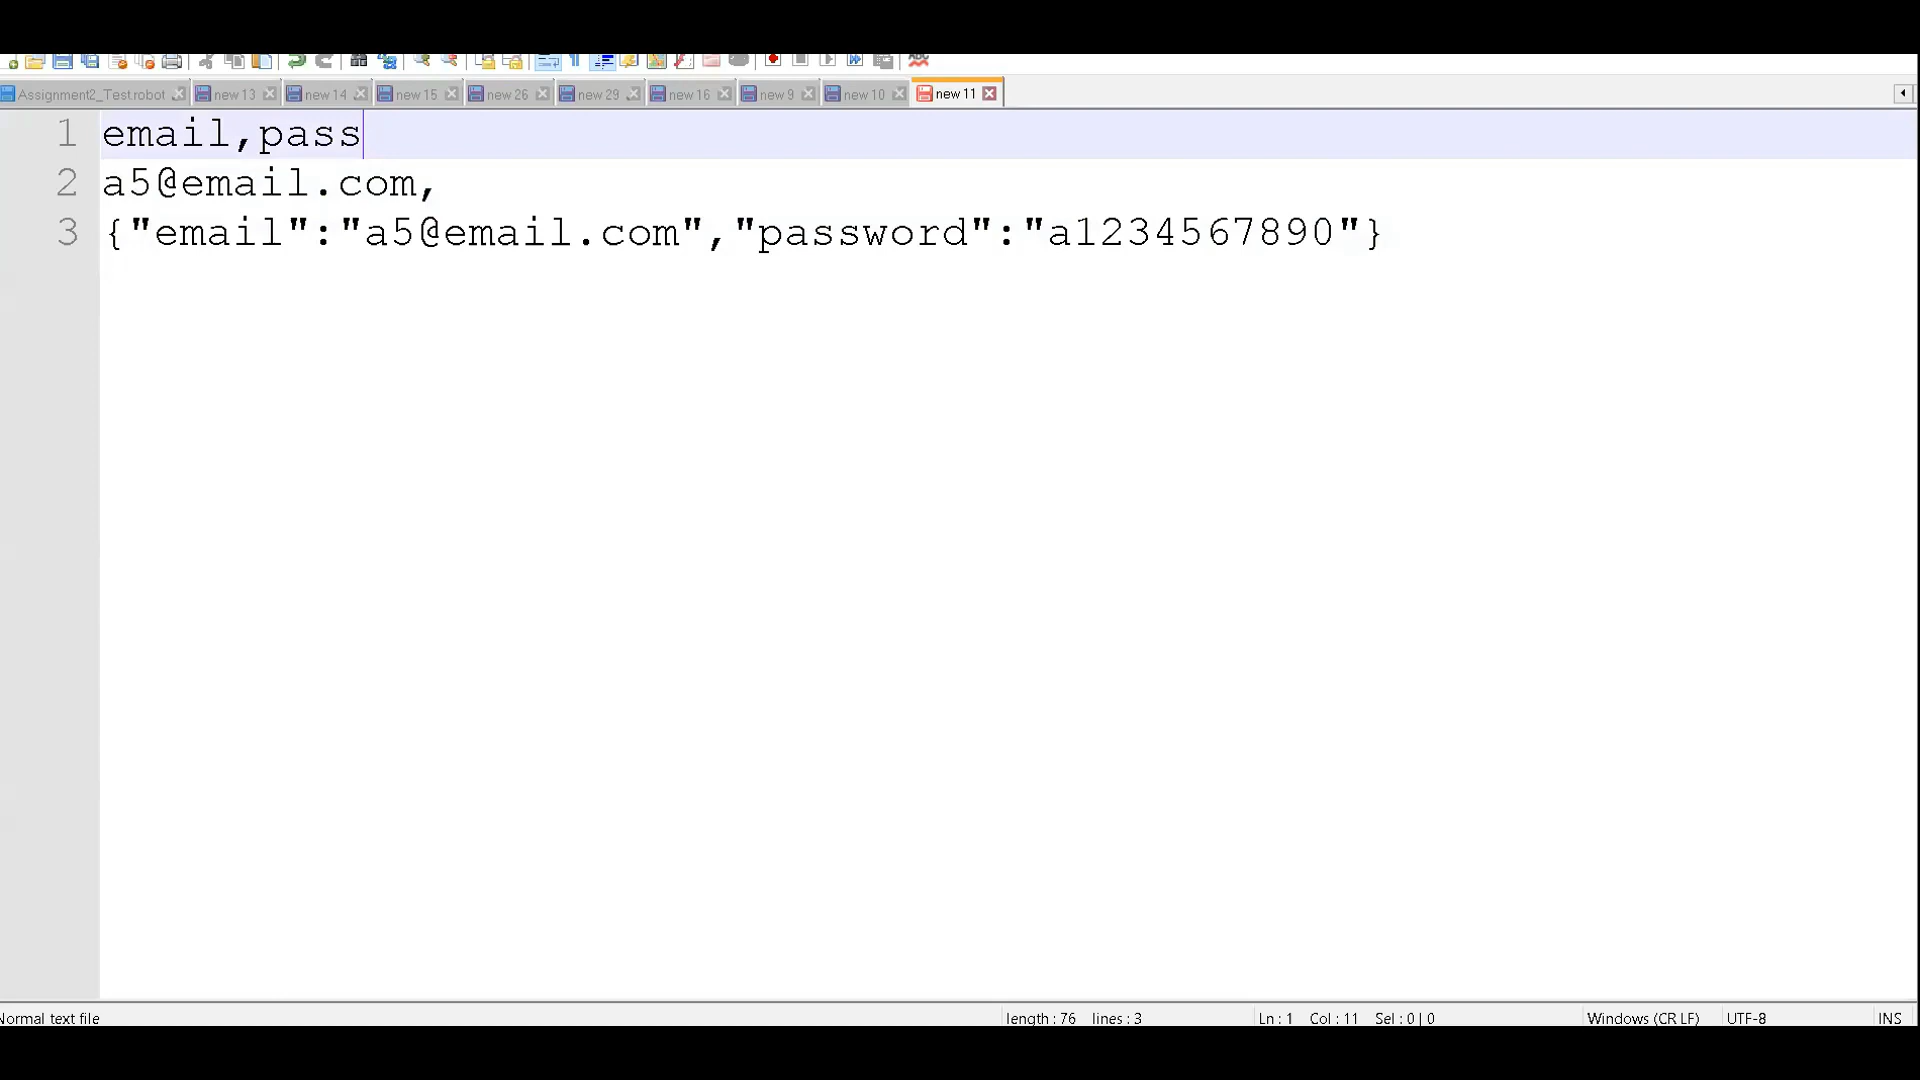 Assignment2_Test.robot new 13 new 14 new 15 new 26 new 29 new 16 new 9 new 10 new 11
1 email,pass
2 a5@email.com,
3 {"email":"a5@email.com","password":"a1234567890"}
Normal text file length : 76 lines : 3 Ln : 1 Col : 11 Sel : 0 | 0 Windows (CR LF) UTF-8 INS